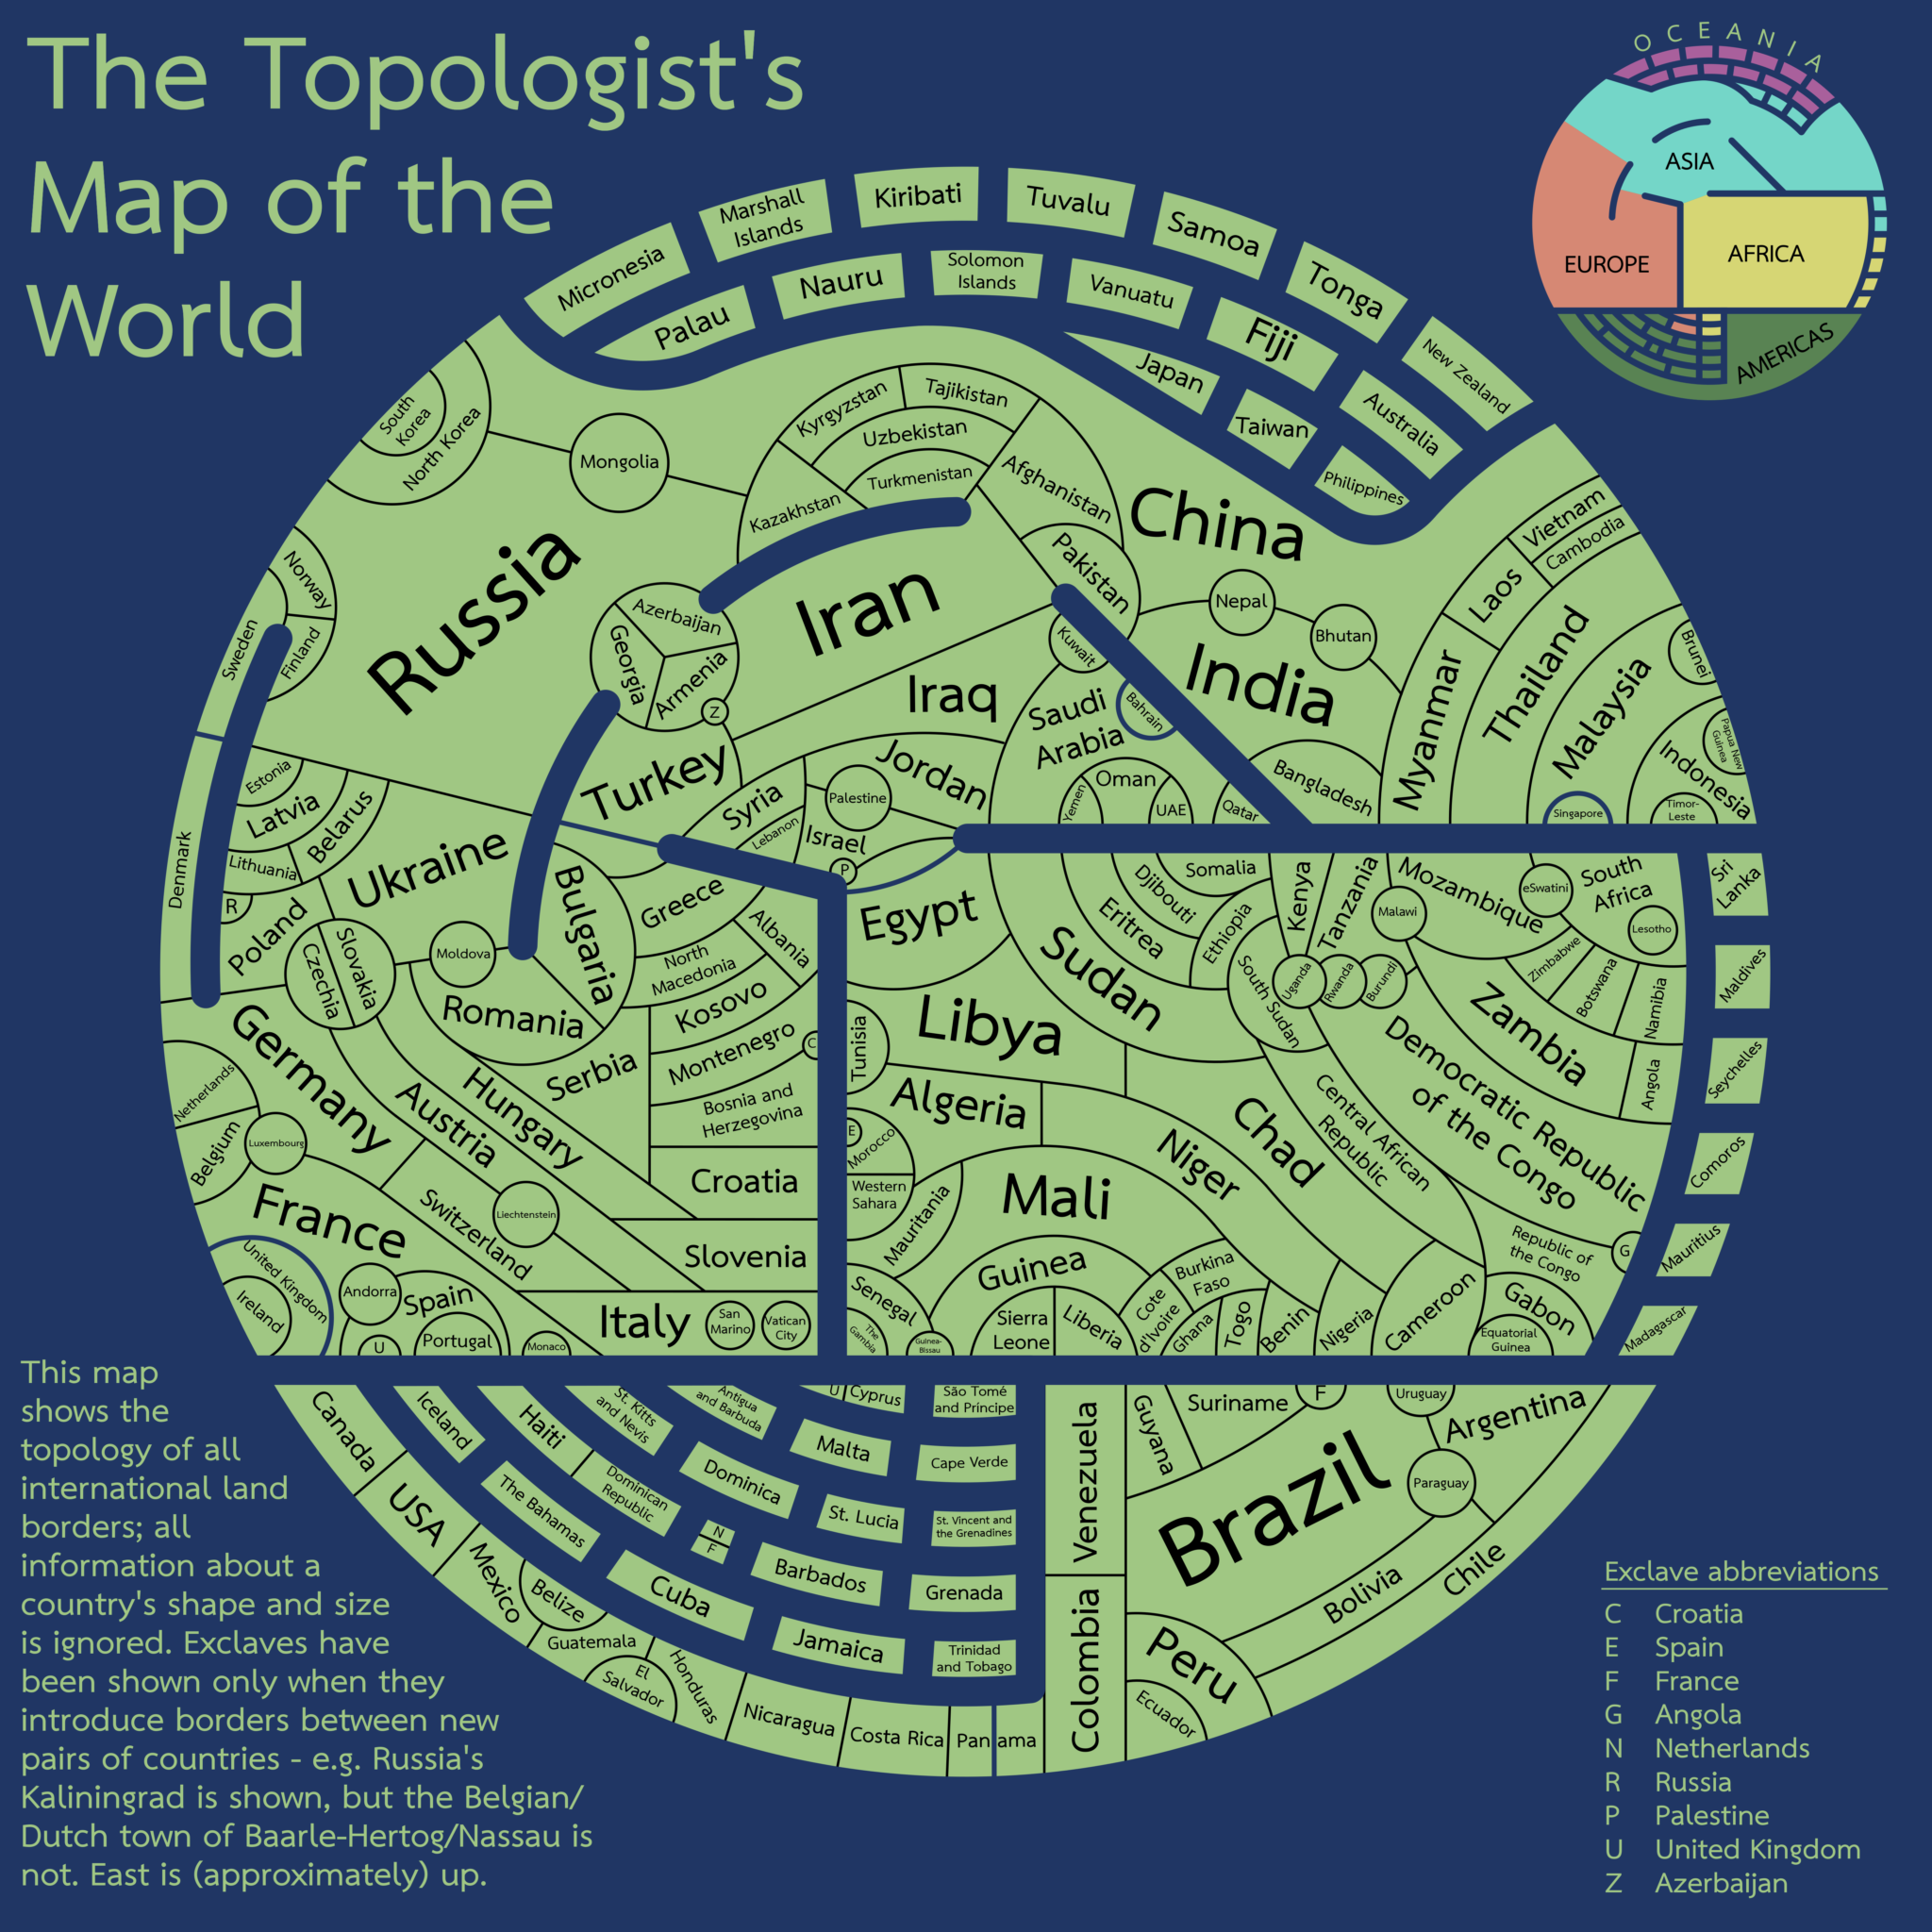 The Topologist's
Map of the
World
OCEANIA
ASIA
EUROPE
AFRICA
AMERICAS
Micronesia
Marshall
Islands
Kiribati
Tuvalu
Samoa
Tonga
New Zealand
Palau
Nauru
Solomon
Islands
Vanuatu
Fiji
Australia
Japan
Taiwan
Philippines
South
Korea
North Korea
Mongolia
Kyrgyzstan
Tajikistan
Uzbekistan
Turkmenistan
Kazakhstan
Afghanistan
Pakistan
China
Vietnam
Cambodia
Laos
Norway
Sweden
Finland
Russia
Iran
Azerbaijan
Georgia
Armenia
Z
Kuwait
Nepal
Bhutan
India
Myanmar
Thailand
Malaysia
Brunei
Papua New
Guinea
Indonesia
Timor-
Leste
Singapore
Iraq
Saudi
Arabia
Bahrain
Bangladesh
Turkey
Syria
Lebanon
Jordan
Palestine
Israel
P
Oman
Yemen
UAE
Qatar
Denmark
Estonia
Latvia
Lithuania
Belarus
R
Ukraine
Poland
Slovakia
Czechia
Moldova
Romania
Bulgaria
Greece
Albania
North
Macedonia
Kosovo
Montenegro
C
Serbia
Bosnia and
Herzegovina
Croatia
Slovenia
Hungary
Austria
Germany
Netherlands
Belgium
Luxembourg
France
Switzerland
Liechtenstein
Italy
San
Marino
Vatican
City
United Kingdom
Ireland
Andorra
Spain
Portugal
U
Monaco
Egypt
Sudan
Eritrea
Djibouti
Somalia
Ethiopia
Kenya
Tanzania
Mozambique
Malawi
eSwatini
South
Africa
Lesotho
Zimbabwe
Botswana
Namibia
Zambia
Angola
South Sudan
Uganda
Rwanda
Burundi
Democratic Republic
of the Congo
Libya
Tunisia
Algeria
E
Morocco
Western
Sahara
Mauritania
Mali
Niger
Chad
Central African
Republic
Republic of
the Congo
G
Gabon
Equatorial
Guinea
Cameroon
Nigeria
Benin
Togo
Ghana
Burkina
Faso
Cote
d'Ivoire
Guinea
Sierra
Leone
Liberia
Senegal
The
Gambia
Guinea-
Bissau
Sri
Lanka
Maldives
Seychelles
Comoros
Mauritius
Madagascar
Canada
USA
Mexico
Belize
Guatemala
El
Salvador
Honduras
Nicaragua
Costa Rica
Panama
Iceland
The Bahamas
Cuba
Jamaica
Trinidad
and Tobago
Haiti
Dominican
Republic
N
F
Barbados
Grenada
St. Kitts
and Nevis
Dominica
St. Lucia
St. Vincent and
the Grenadines
Antigua
and Barbuda
Malta
Cape Verde
U
Cyprus
São Tomé
and Príncipe
Venezuela
Colombia
Guyana
Suriname
F
Uruguay
Argentina
Paraguay
Brazil
Bolivia
Chile
Peru
Ecuador
This map
shows the
topology of all
international land
borders; all
information about a
country's shape and size
is ignored. Exclaves have
been shown only when they
introduce borders between new
pairs of countries - e.g. Russia's
Kaliningrad is shown, but the Belgian/
Dutch town of Baarle-Hertog/Nassau is
not. East is (approximately) up.
Exclave abbreviations
C Croatia
E Spain
F France
G Angola
N Netherlands
R Russia
P Palestine
U United Kingdom
Z Azerbaijan